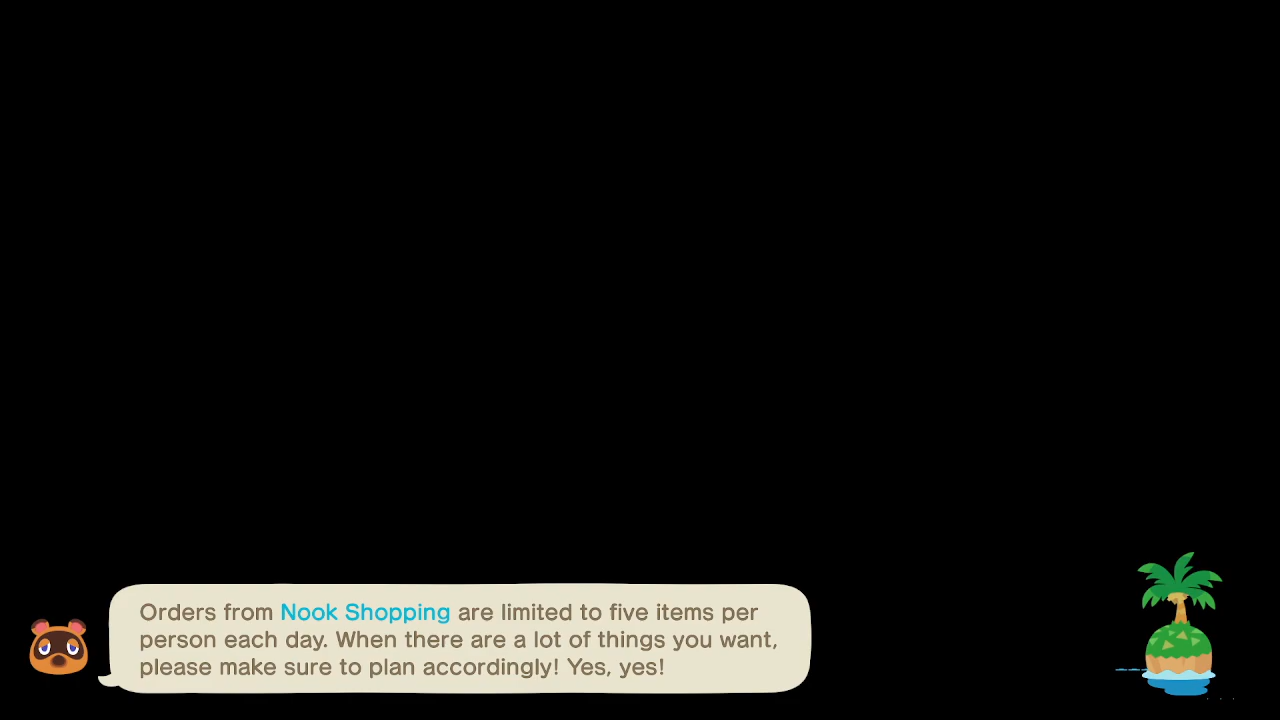 Orders from Nook Shopping are limited to five items per
person each day. When there are a lot of things you want,
please make sure to plan accordingly! Yes, yes!